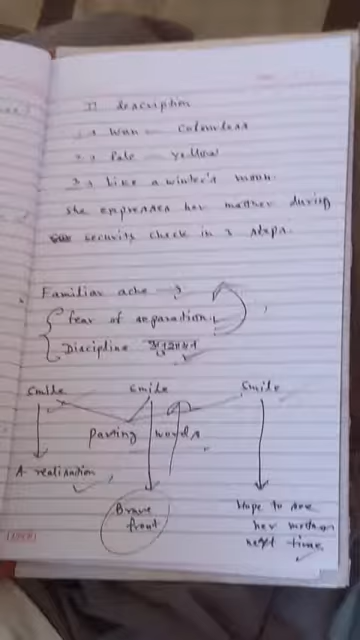 II description
1, Wan — Colourless
2, Pale — Yellow
3, Like a winter's moon.
She expresses her mother during
security check in 3 steps.
Familiar ache →
fear of separation.
Discipline
smile smile smile
Parting words.
A realisation,
Brave
front
Hope to see
her mother
next time.